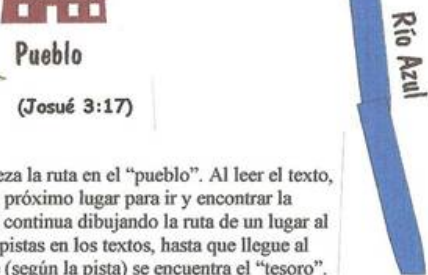 Río Azul
Pueblo
(Josué 3:17)
la ruta en el “pueblo”. Al leer el texto,
próximo lugar para ir y encontrar la
continua dibujando la ruta de un lugar al
pistas en los textos, hasta que llegue al
(según la pista) se encuentra el “tesoro”.